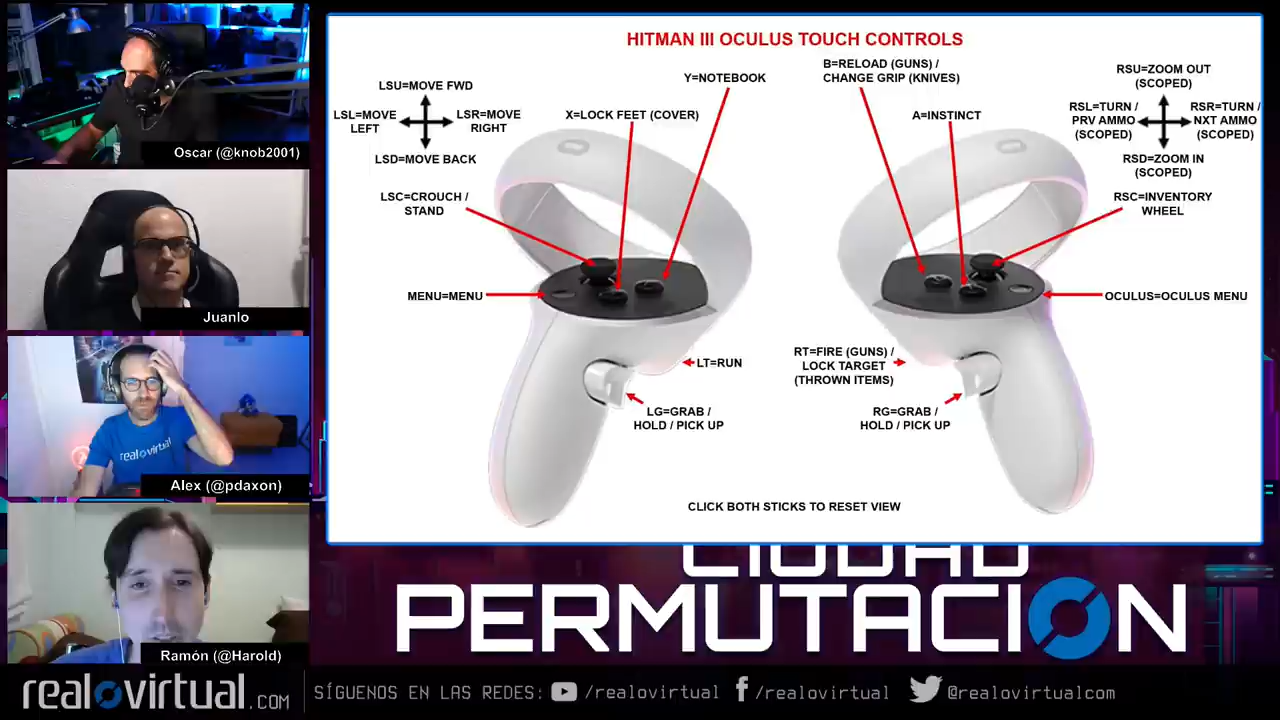 Oscar (@knob2001)
Juanlo
Alex (@pdaxon)
realovirtual
Ramón (@Harold)
HITMAN III OCULUS TOUCH CONTROLS
LSU=MOVE FWD
LSL=MOVE
LEFT
LSR=MOVE
RIGHT
LSD=MOVE BACK
LSC=CROUCH /
STAND
MENU=MENU
X=LOCK FEET (COVER)
Y=NOTEBOOK
LT=RUN
LG=GRAB /
HOLD / PICK UP
B=RELOAD (GUNS) /
CHANGE GRIP (KNIVES)
A=INSTINCT
RSU=ZOOM OUT
(SCOPED)
RSL=TURN /
PRV AMMO
(SCOPED)
RSR=TURN /
NXT AMMO
(SCOPED)
RSD=ZOOM IN
(SCOPED)
RSC=INVENTORY
WHEEL
OCULUS=OCULUS MENU
RT=FIRE (GUNS) /
LOCK TARGET
(THROWN ITEMS)
RG=GRAB /
HOLD / PICK UP
CLICK BOTH STICKS TO RESET VIEW
CIUDAD
PERMUTACION
realovirtual.com
SÍGUENOS EN LAS REDES: /realovirtual /realovirtual @realovirtual.com